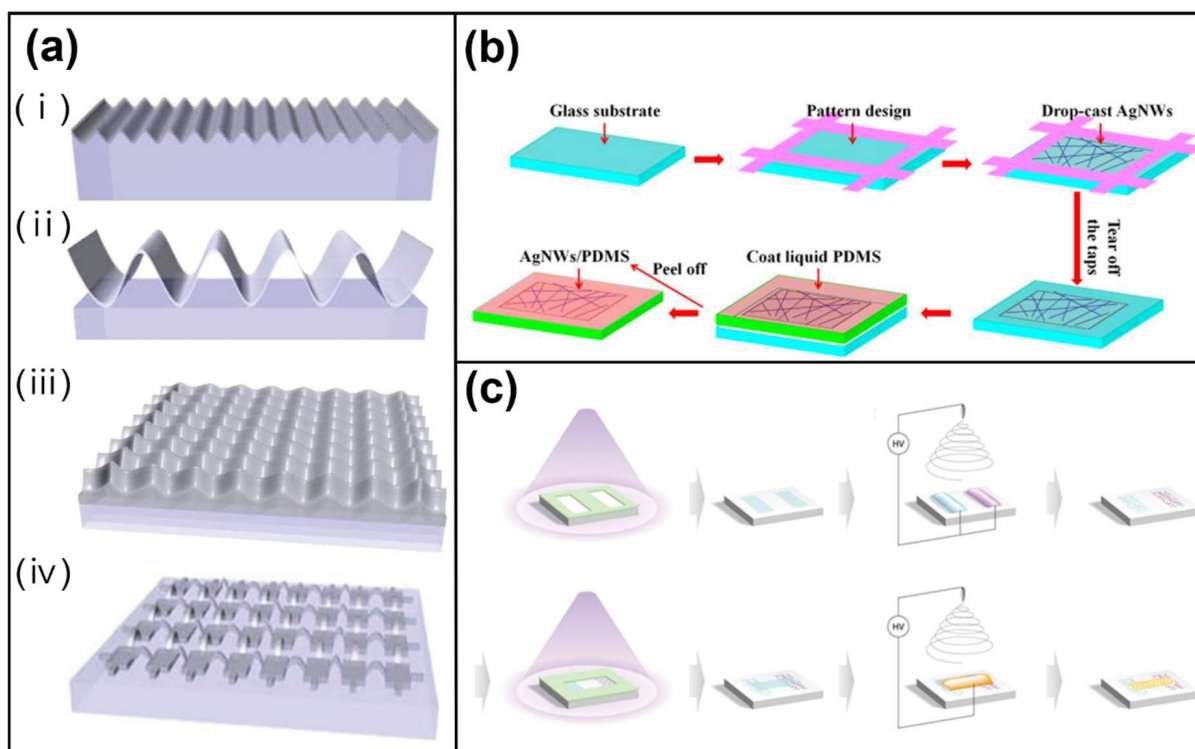 (a)
(i)
(ii)
(iii)
(iv)
(b)
Glass substrate
Pattern design
Drop-cast AgNWs
Tear off
the taps
AgNWs/PDMS
Peel off
Coat liquid PDMS
(c)
HV
HV